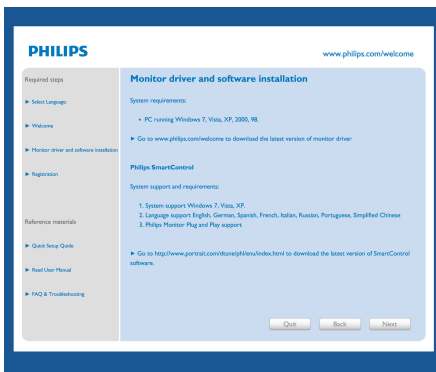 PHILIPS
www.philips.com/welcome
Required steps
► Select Language:
► Welcome
► Monitor driver and software installation
► Registration
Reference materials
► Quick Setup Guide
► Read User Manual
► FAQ & Troubleshooting
Monitor driver and software installation
System requirements:
• PC running Windows 7, Vista, XP, 2000, 98.
► Go to www.philips.com/welcome to download the latest version of monitor driver
Philips SmartControl
System support and requirements:
1. System support Windows 7, Vista, XP.
2. Language support English, German, Spanish, French, Italian, Russian, Portuguese, Simplified Chinese
3. Philips Monitor Plug and Play support
► Go to http://www.portrait.com/dtune/phl/enu/index.html to download the latest version of SmartControl
software.
Quit
Back
Next